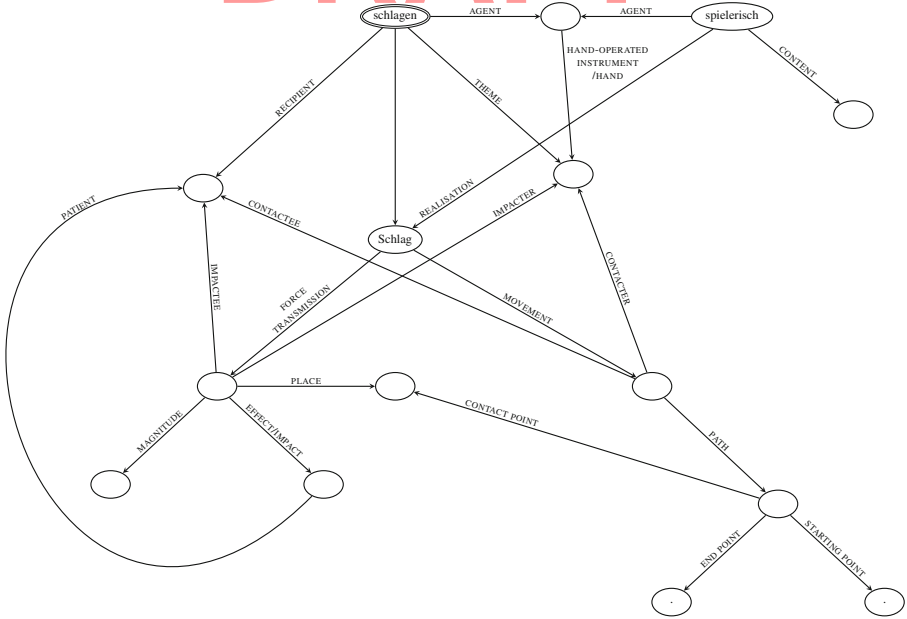 schlagen
AGENT
AGENT
spielerisch
HAND-OPERATED
INSTRUMENT
/HAND
CONTENT
RECIPIENT
THEME
PATIENT
CONTACTEE
REALISATION
IMPACTER
Schlag
IMPACTEE
FORCE
TRANSMISSION
MOVEMENT
CONTACTER
PLACE
MAGNITUDE
EFFECT/IMPACT
CONTACT POINT
PATH
END POINT
STARTING POINT
.
.